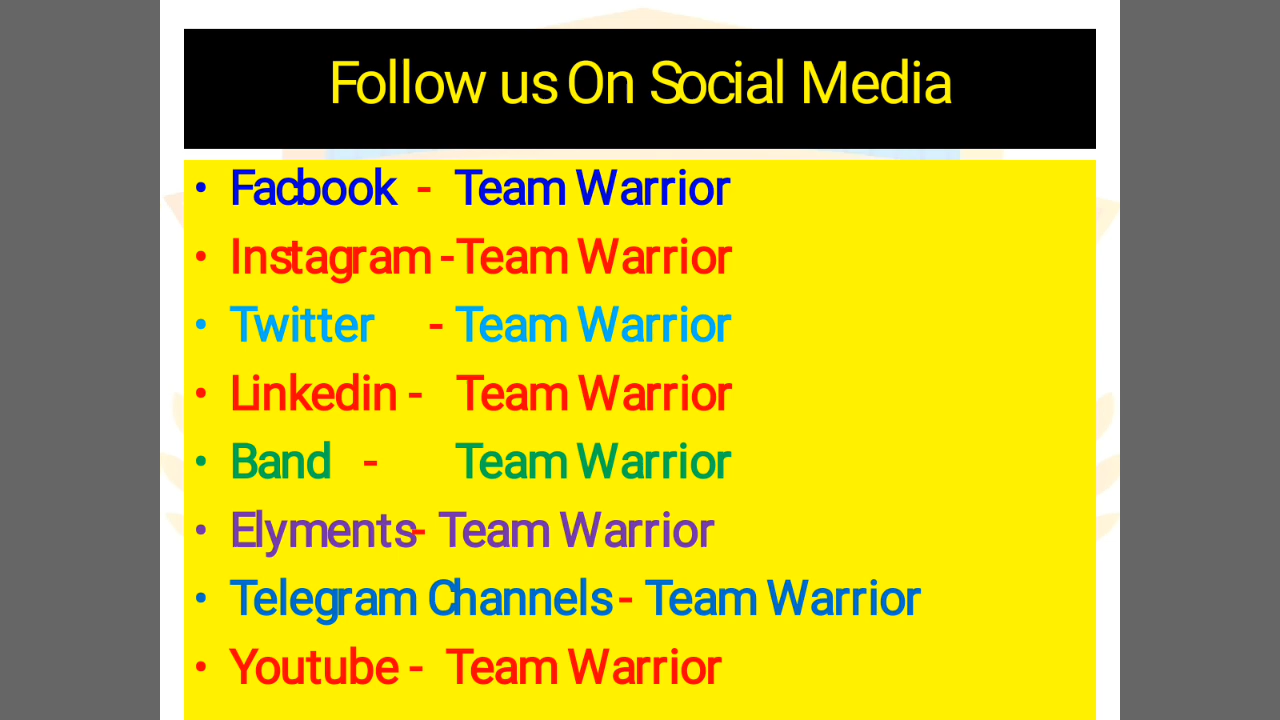 Follow us On Social Media
• Facbook - Team Warrior
• Instagram - Team Warrior
• Twitter - Team Warrior
• Linkedin - Team Warrior
• Band - Team Warrior
• Elyments - Team Warrior
• Telegram Channels - Team Warrior
• Youtube - Team Warrior